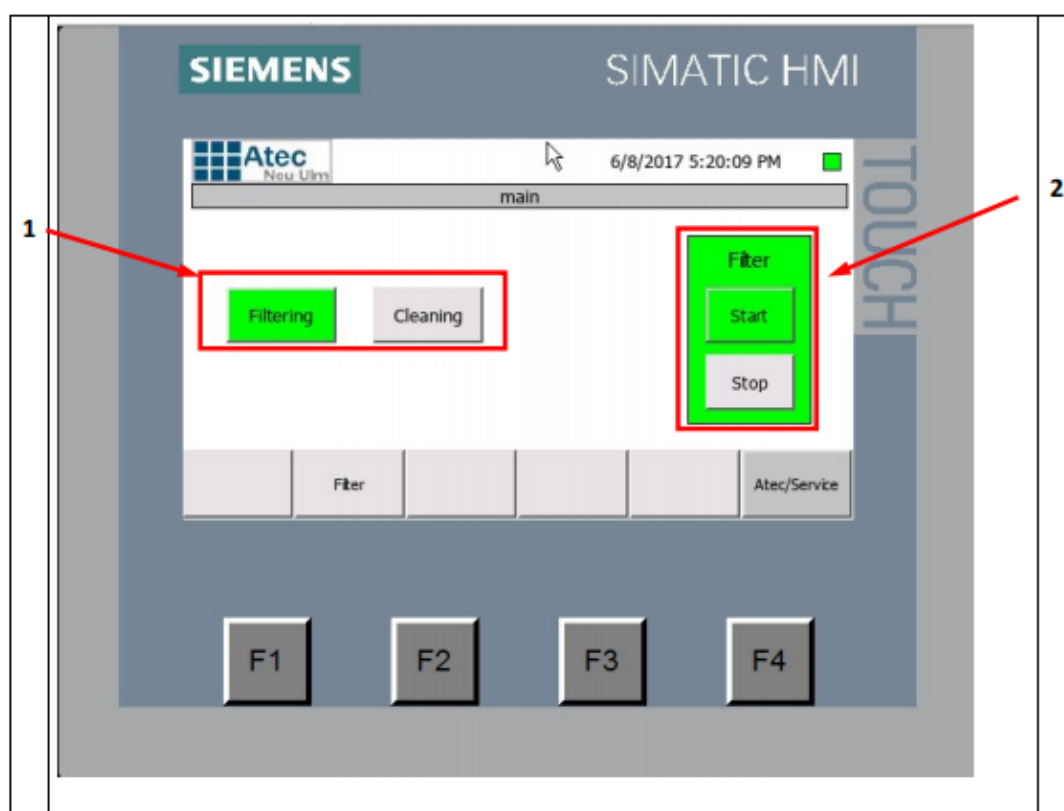 SIEMENS
SIMATIC HMI
TOUCH
Atec
Neu Ulm
6/8/2017 5:20:09 PM
main
1
2
Filter
Filtering
Cleaning
Start
Stop
Filter
Atec/Service
F1
F2
F3
F4